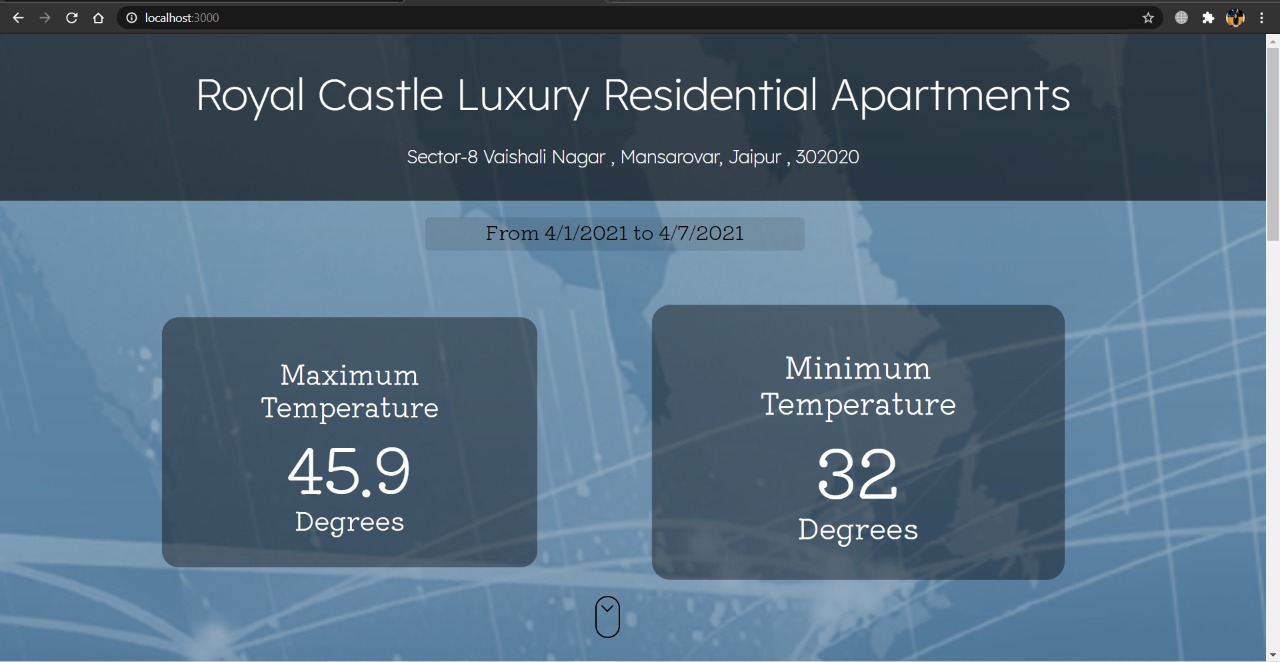 localhost:3000
Royal Castle Luxury Residential Apartments
Sector-8 Vaishali Nagar , Mansarovar, Jaipur , 302020
From 4/1/2021 to 4/7/2021
Maximum
Temperature
45.9
Degrees
Minimum
Temperature
32
Degrees